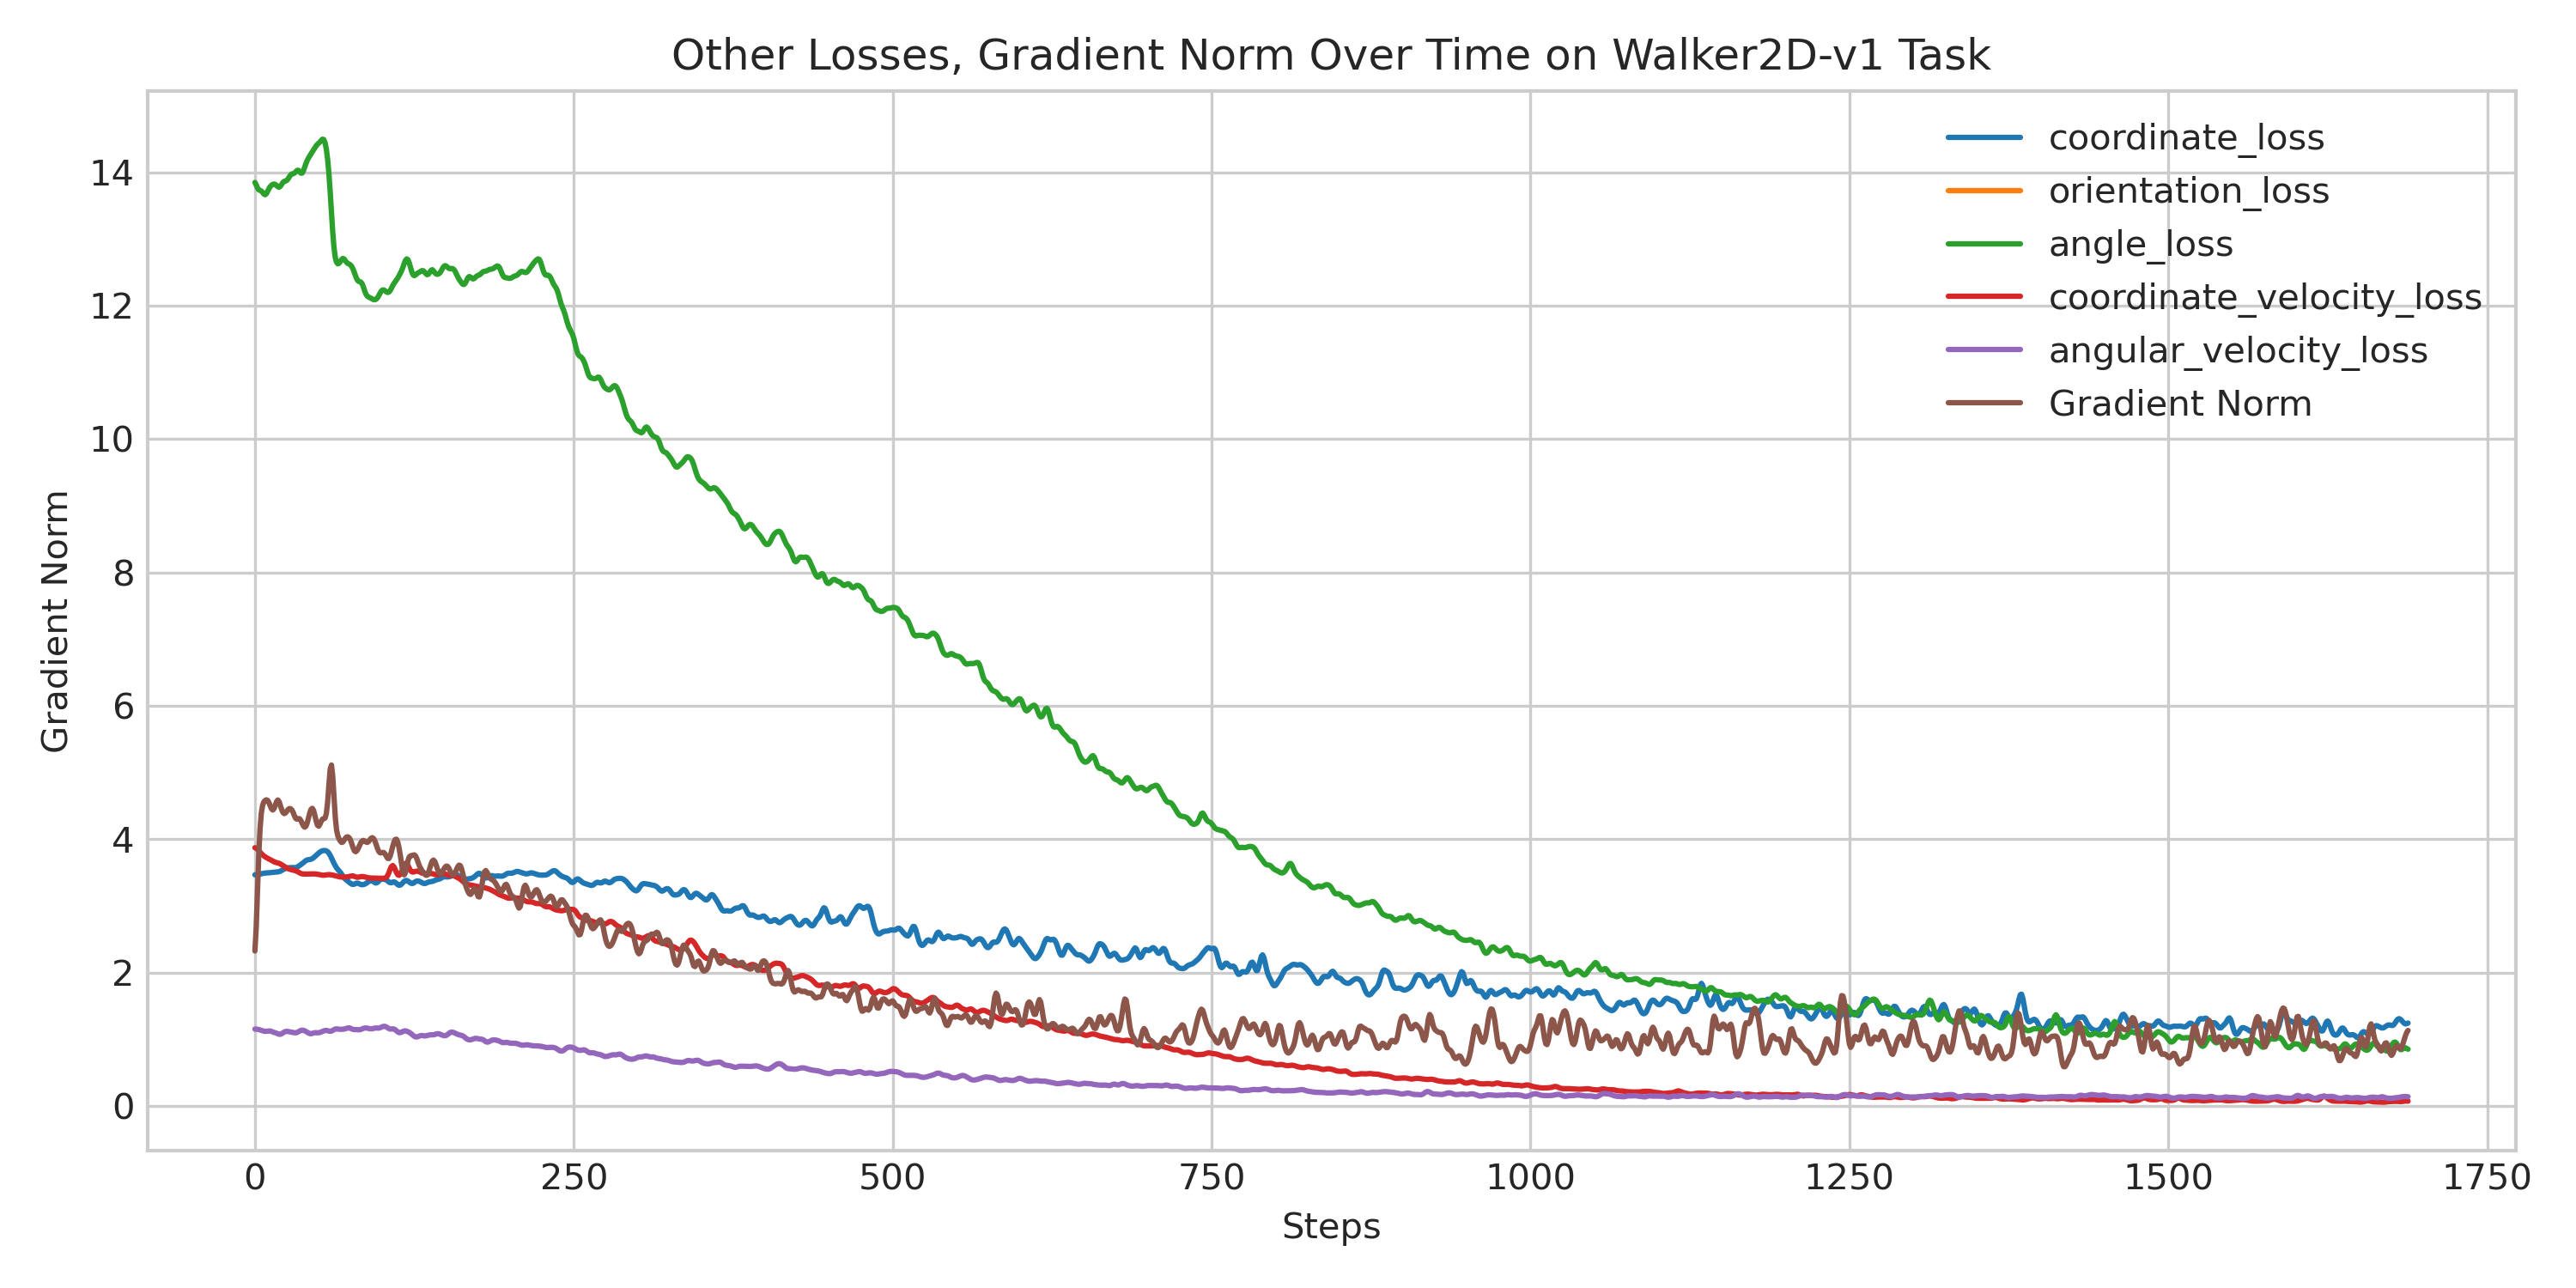 Other Losses, Gradient Norm Over Time on Walker2D-v1 Task
coordinate_loss
orientation_loss
angle_loss
coordinate_velocity_loss
angular_velocity_loss
Gradient Norm
Gradient Norm
14
12
10
8
6
4
2
0
0 250 500 750 1000 1250 1500 1750
Steps